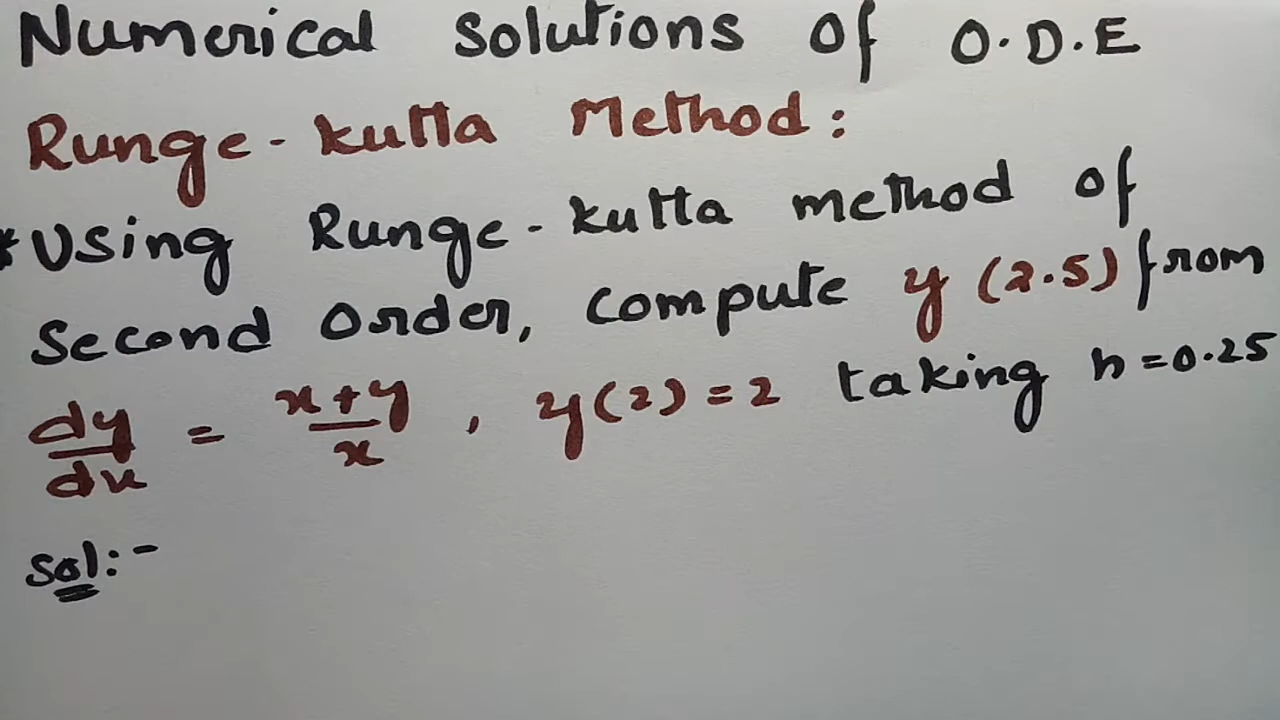 Numerical Solutions of O.D.E
Runge-kutta Method:
* Using Runge-kutta method of
Second order, compute y (2.5) from
dy/dx = x+y/x , y(2) = 2 taking h=0.25
Sol:-